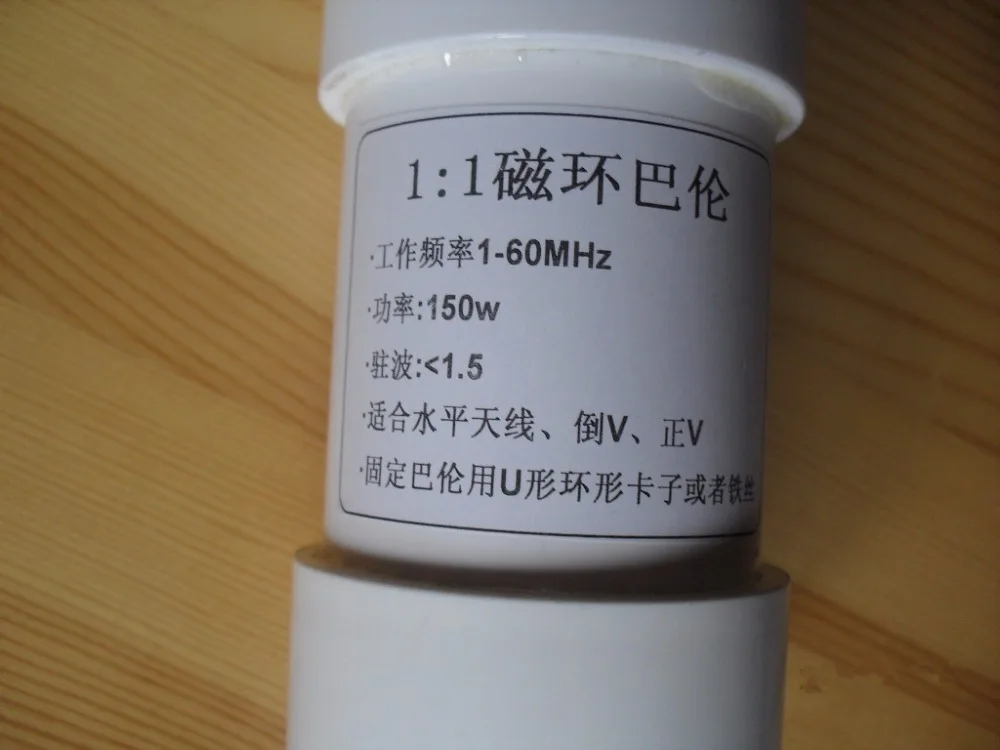 1:1磁环巴伦
·工作频率1-60MHz
·功率:150w
·驻波:<1.5
·适合水平天线、倒V、正V
·固定巴伦用U形环形卡子或者铁丝